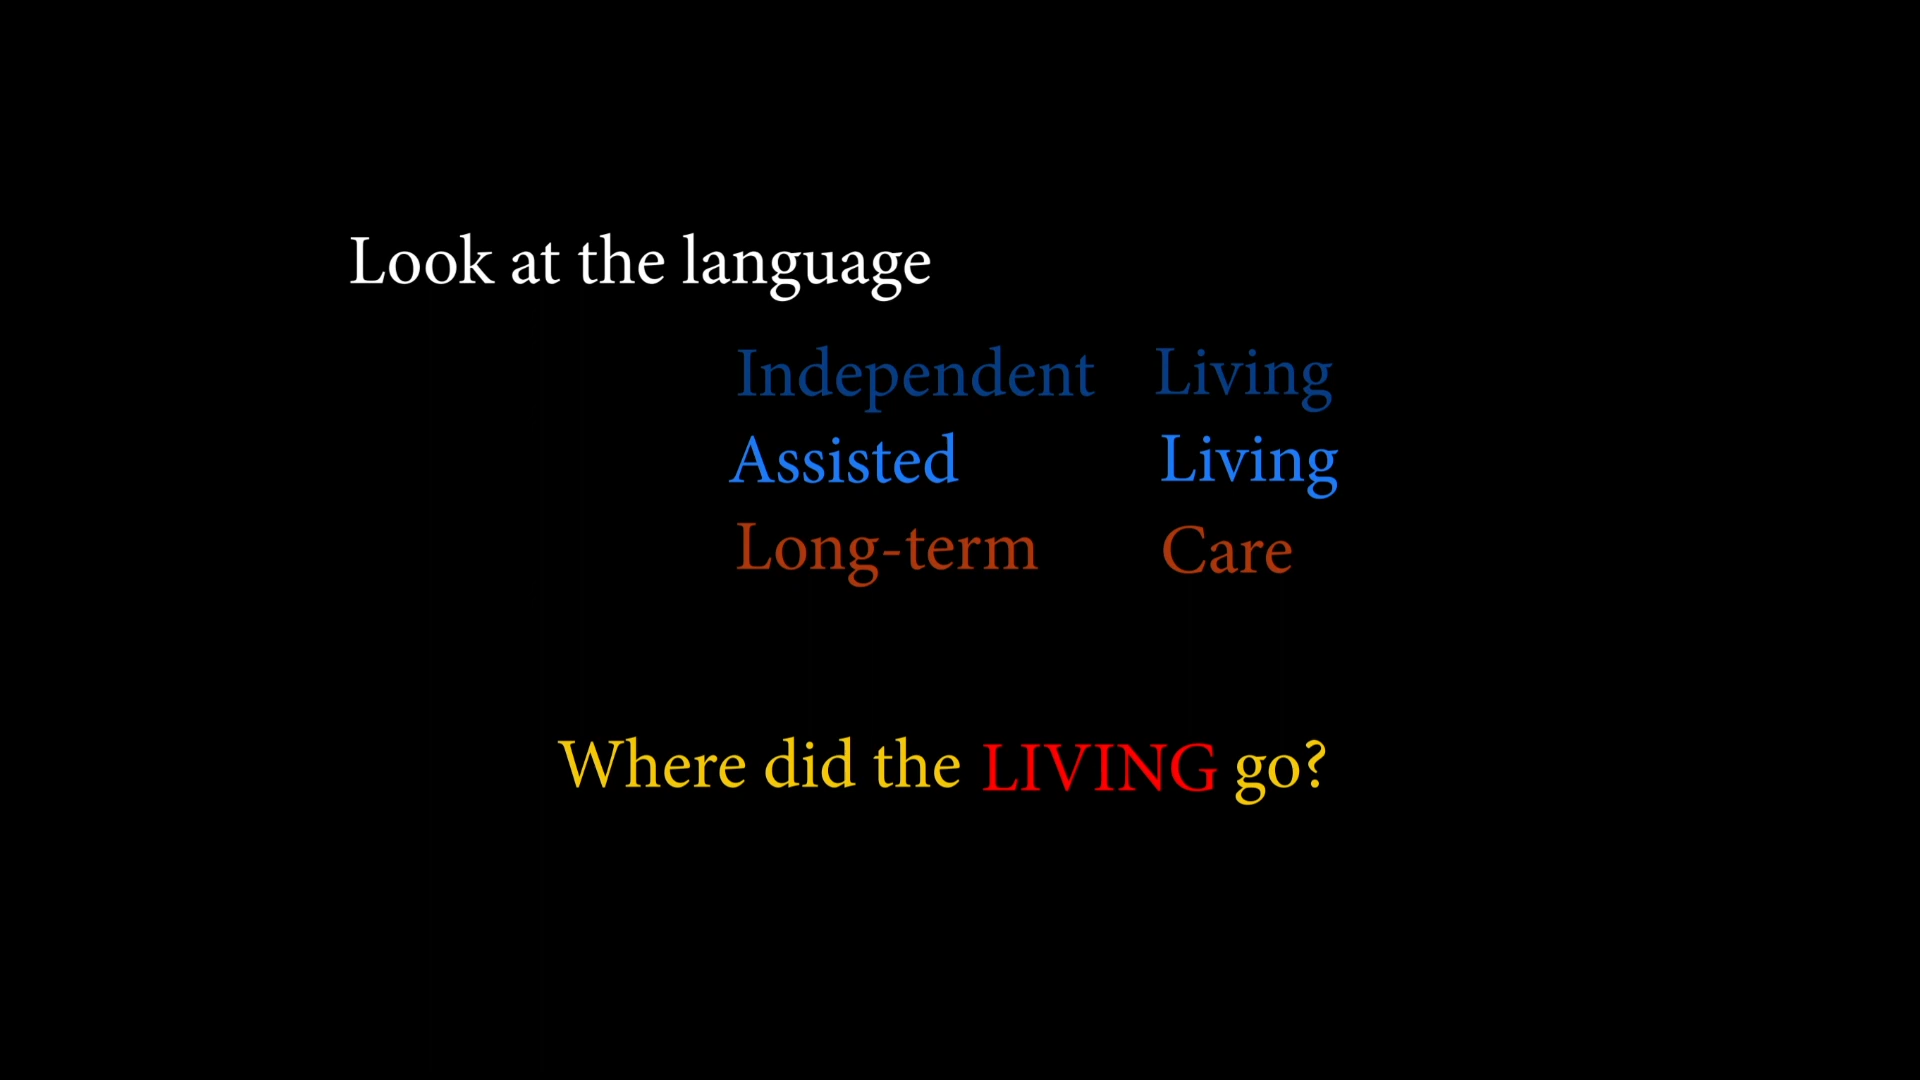 Look at the language
Independent Living
Assisted Living
Long-term Care
Where did the LIVING go?